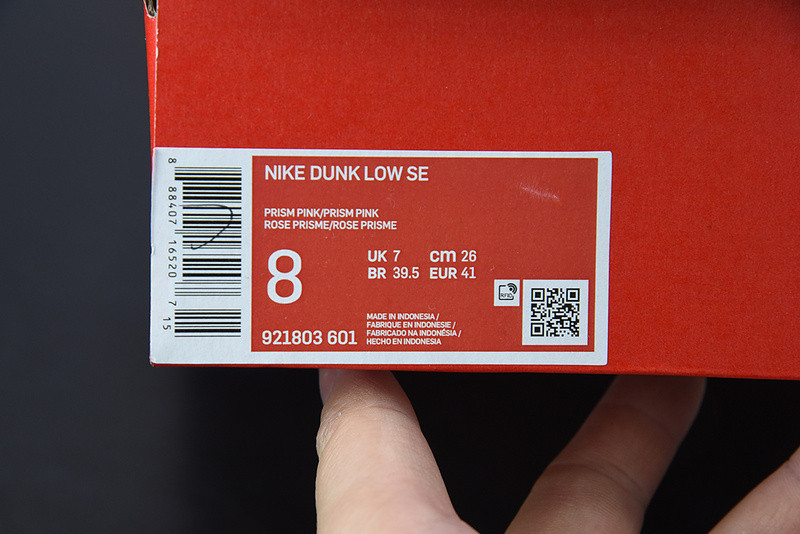 8 88407 16520 7 15
NIKE DUNK LOW SE
PRISM PINK/PRISM PINK
ROSE PRISME/ROSE PRISME
8
UK 7 cm 26
BR 39.5 EUR 41
RFID
921803 601
MADE IN INDONESIA /
FABRIQUE EN INDONESIE /
FABRICADO NA INDONÉSIA /
HECHO EN INDONESIA